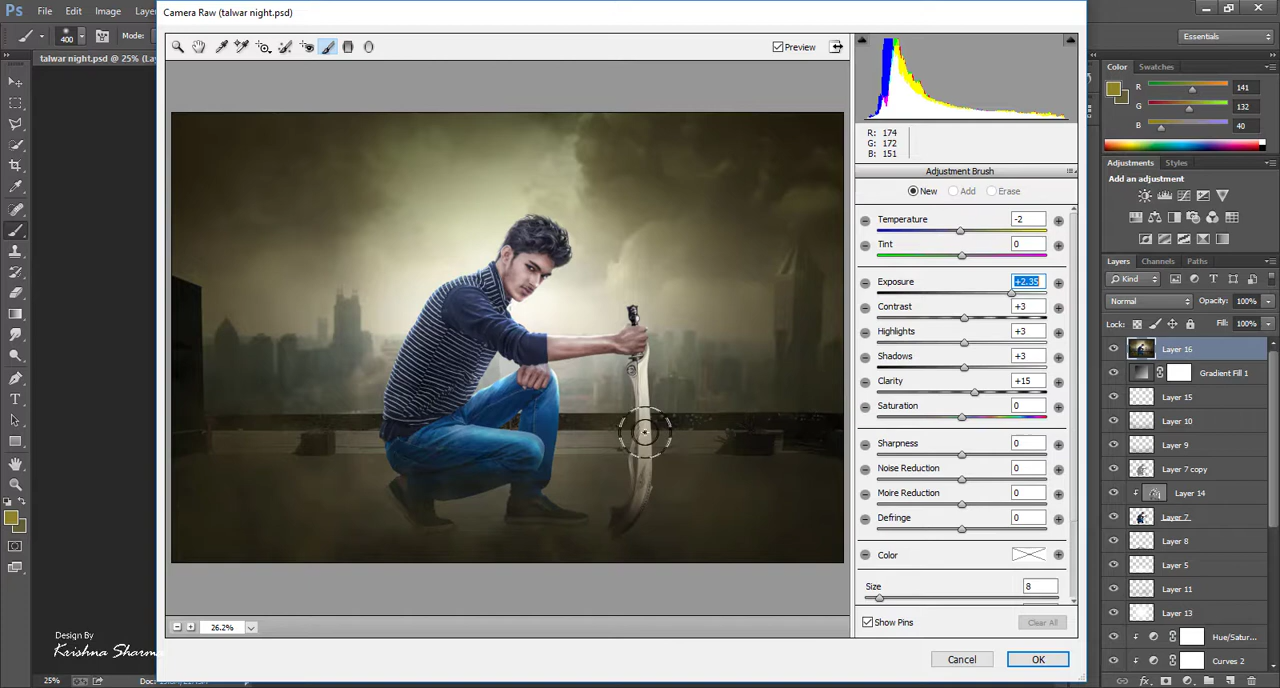 Ps File Edit Image Laye Camera Raw (talwar night.psd)
400 Mode: Essentials
talwar night.psd @ 25% (La
Preview
R: 174
G: 172
B: 151
Adjustment Brush
New Add Erase
Temperature -2
Tint 0
Exposure +2.35
Contrast +3
Highlights +3
Shadows +3
Clarity +15
Saturation 0
Sharpness 0
Noise Reduction 0
Moire Reduction 0
Defringe 0
Color
Size 8
Show Pins Clear All
26.2%
Cancel OK
Design By
Krishna Sharma
25% Doc:
Color Swatches
R 141
G 132
B 40
Adjustments Styles
Add an adjustment
Layers Channels Paths
Kind
Normal Opacity: 100%
Lock: Fill: 100%
Layer 16
Gradient Fill 1
Layer 15
Layer 10
Layer 9
Layer 7 copy
Layer 14
Layer 7
Layer 8
Layer 5
Layer 11
Layer 13
Hue/Satur...
Curves 2
fx